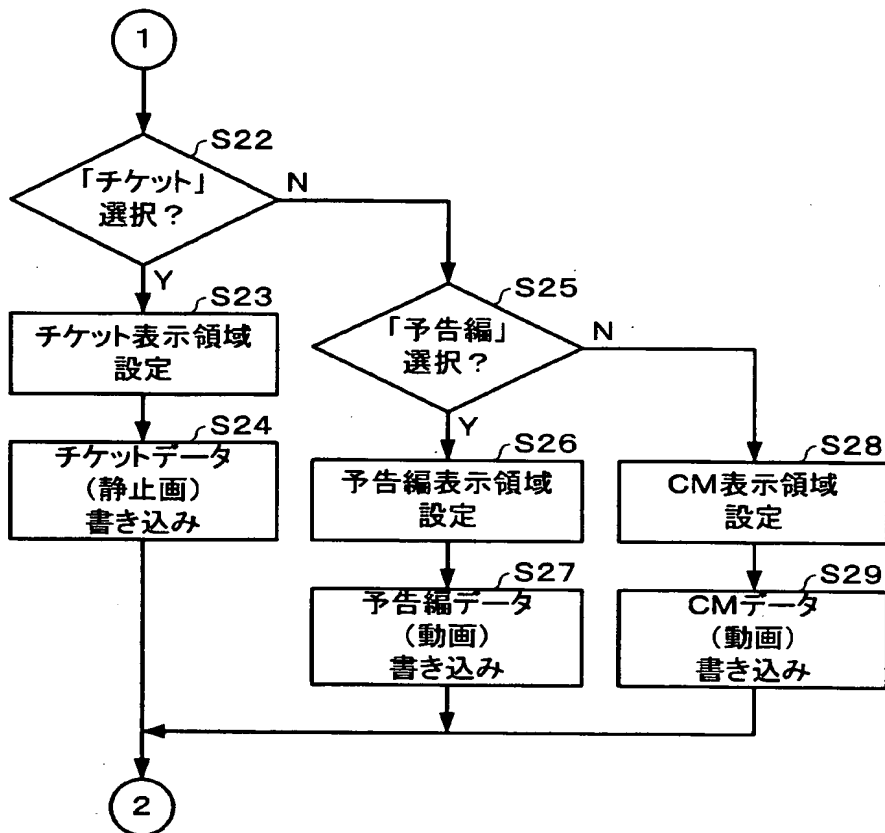 1
S22
「チケット」
選択？
N
Y
S23
チケット表示領域
設定
S24
チケットデータ
（静止画）
書き込み
S25
「予告編」
選択？
N
Y
S26
予告編表示領域
設定
S27
予告編データ
（動画）
書き込み
S28
CM表示領域
設定
S29
CMデータ
（動画）
書き込み
2